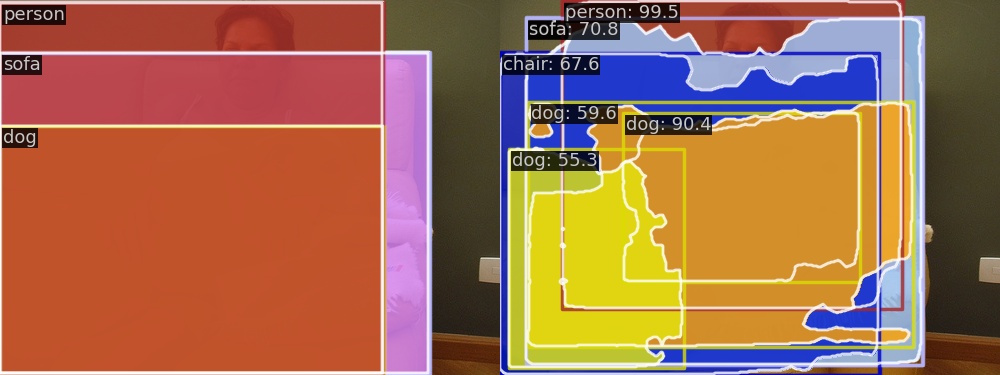 person
sofa
dog
person: 99.5
sofa: 70.8
chair: 67.6
dog: 59.6
dog: 90.4
dog: 55.3